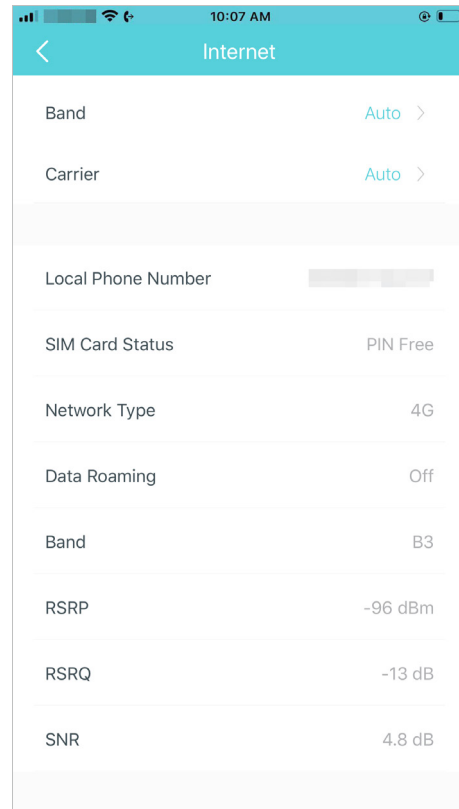 10:07 AM
Internet
Band Auto
Carrier Auto
Local Phone Number
SIM Card Status PIN Free
Network Type 4G
Data Roaming Off
Band B3
RSRP -96 dBm
RSRQ -13 dB
SNR 4.8 dB